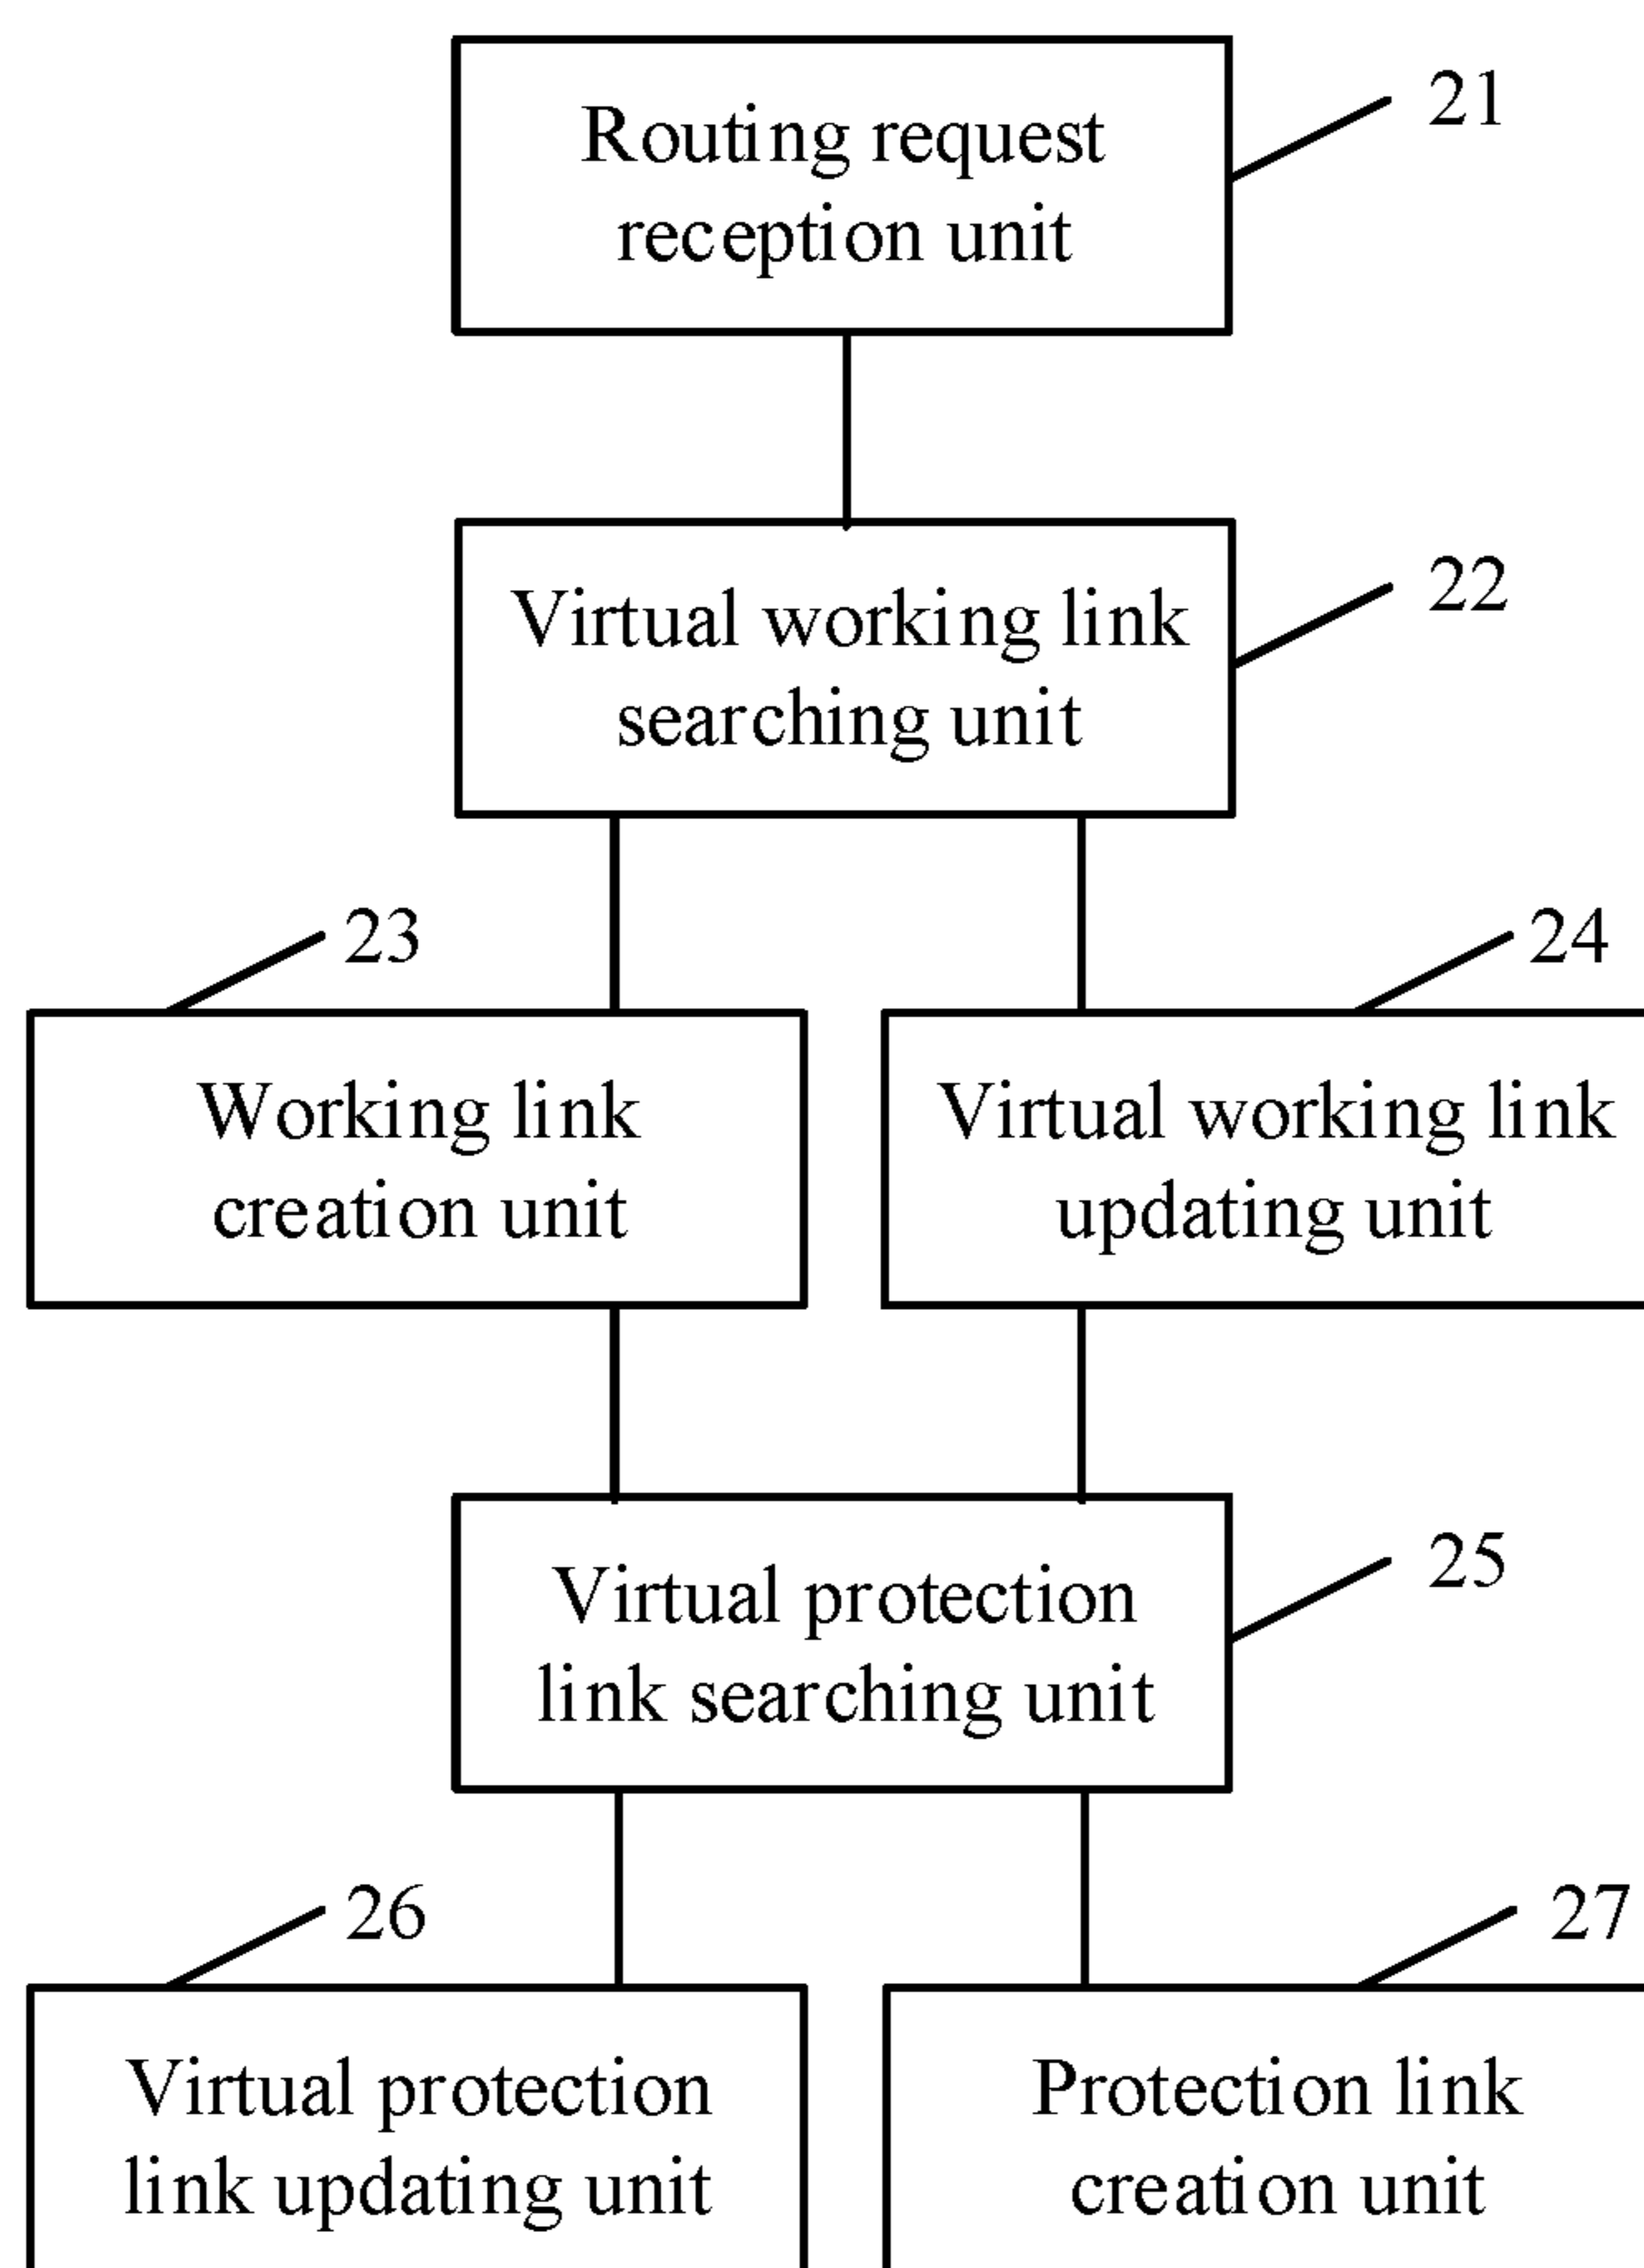 Routing request
reception unit
21
Virtual working link
searching unit
22
23
24
Working link
creation unit
Virtual working link
updating unit
Virtual protection
link searching unit
25
26
27
Virtual protection
link updating unit
Protection link
creation unit